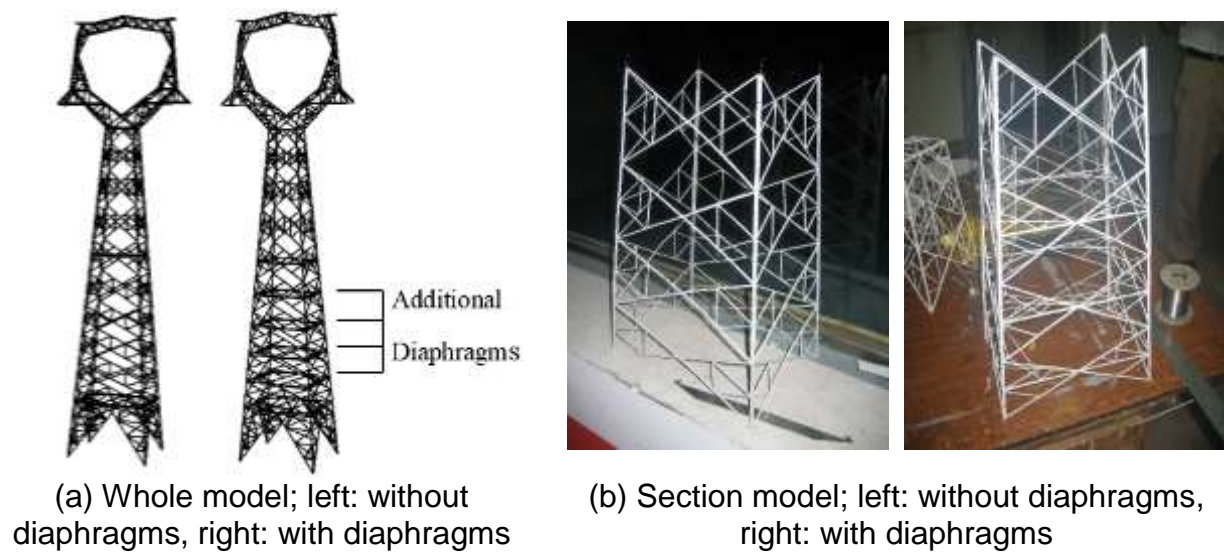 Additional
Diaphragms
(a) Whole model; left: without
diaphragms, right: with diaphragms
(b) Section model; left: without diaphragms,
right: with diaphragms